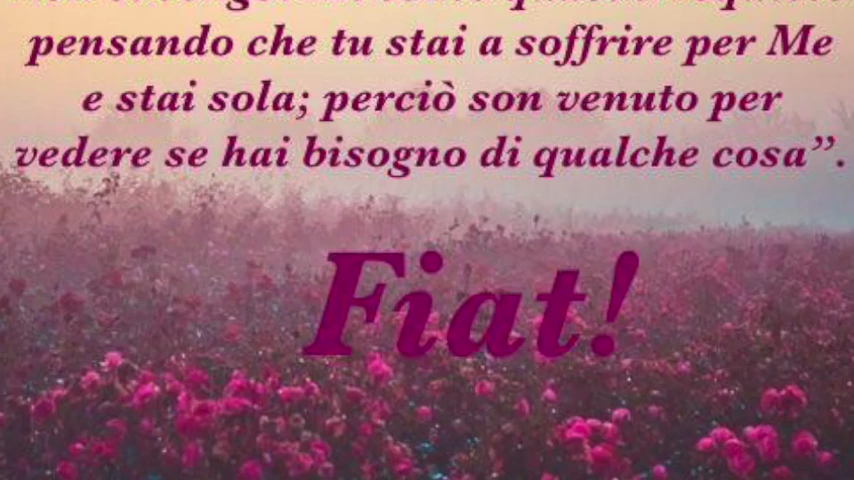 pensando che tu stai a soffrire per Me
e stai sola; perciò son venuto per
vedere se hai bisogno di qualche cosa”.
Fiat!